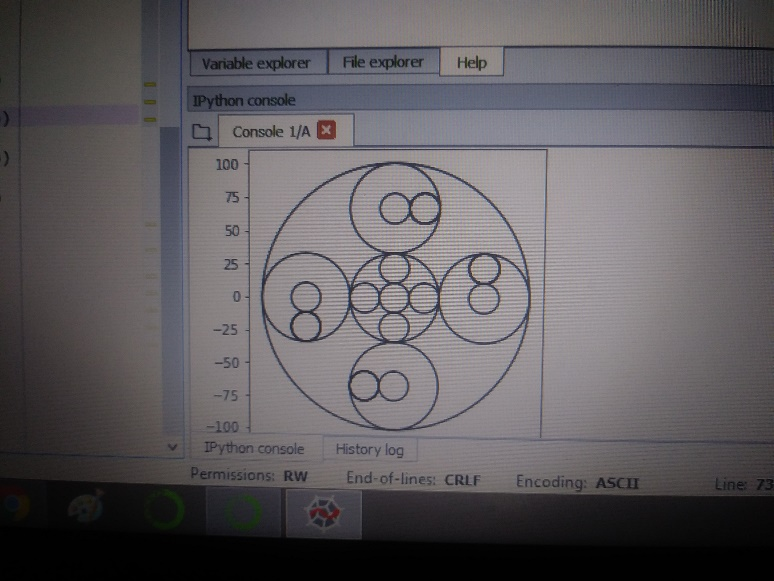 )
)
Variable explorer File explorer Help
IPython console
Console 1/A
100
75
50
25
0
−25
−50
−75
−100
IPython console History log
Permissions: RW End-of-lines: CRLF Encoding: ASCII Line: 73